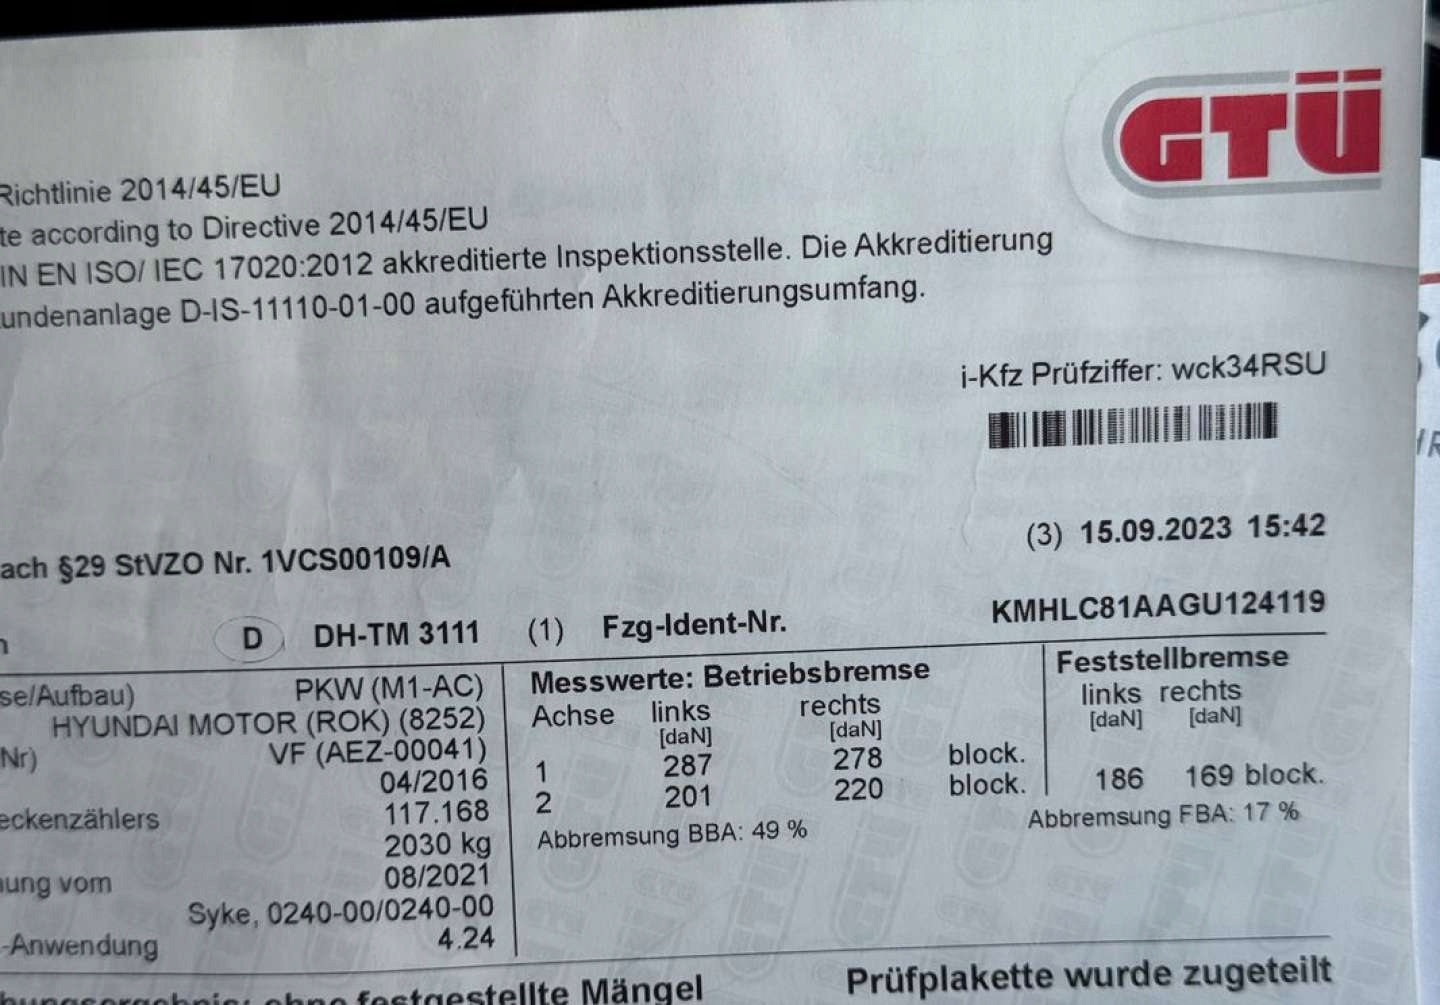 GTÜ
Richtlinie 2014/45/EU
te according to Directive 2014/45/EU
IN EN ISO/ IEC 17020:2012 akkreditierte Inspektionsstelle. Die Akkreditierung
undenanlage D-IS-11110-01-00 aufgeführten Akkreditierungsumfang.
i-Kfz Prüfziffer: wck34RSU
(3) 15.09.2023 15:42
ach §29 StVZO Nr. 1VCS00109/A
n D DH-TM 3111 (1) Fzg-Ident-Nr. KMHLC81AAGU124119
se/Aufbau) PKW (M1-AC)
HYUNDAI MOTOR (ROK) (8252)
Nr) VF (AEZ-00041)
04/2016
eckenzählers 117.168
2030 kg
ung vom 08/2021
Syke, 0240-00/0240-00
-Anwendung 4.24
Messwerte: Betriebsbremse
Achse links rechts
[daN] [daN]
1 287 278 block.
2 201 220 block.
Abbremsung BBA: 49 %
Feststellbremse
links rechts
[daN] [daN]
186 169 block.
Abbremsung FBA: 17 %
bungsergebnis: ohne festgestellte Mängel Prüfplakette wurde zugeteilt